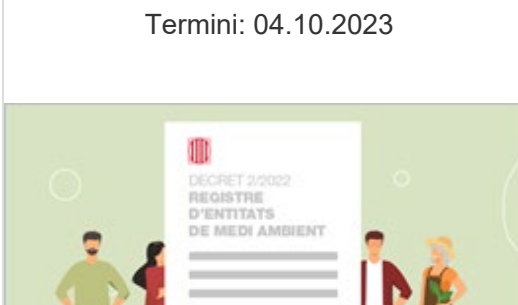 Termini: 04.10.2023
DECRET 2/2022
REGISTRE
D'ENTITATS
DE MEDI AMBIENT